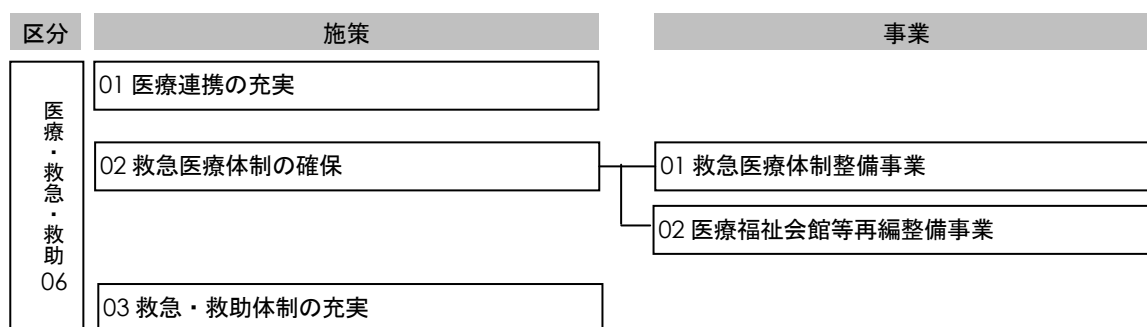 区分 施策 事業
医療・救急・救助
06
01 医療連携の充実
02 救急医療体制の確保
01 救急医療体制整備事業
02 医療福祉会館等再編整備事業
03 救急・救助体制の充実